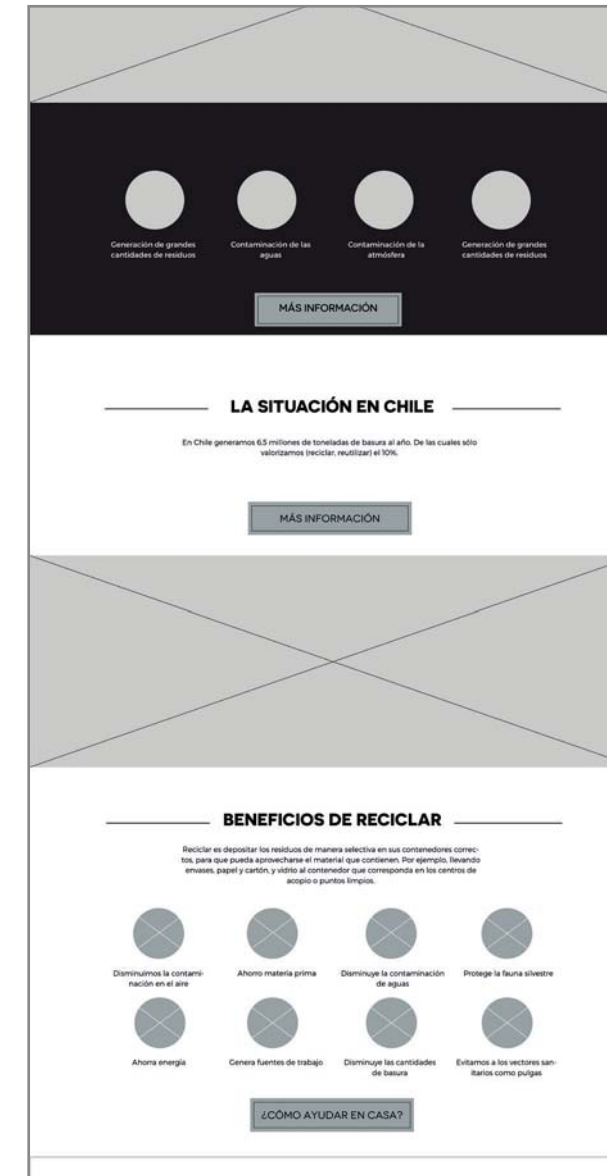 Generación de grandes
cantidades de residuos
Contaminación de las
aguas
Contaminación de la
atmósfera
Generación de grandes
cantidades de residuos
MÁS INFORMACIÓN
LA SITUACIÓN EN CHILE
En Chile generamos 6.5 millones de toneladas de basura al año. De las cuales sólo
valorizamos (reciclar, reutilizar) el 10%.
MÁS INFORMACIÓN
BENEFICIOS DE RECICLAR
Reciclar es depositar los residuos de manera selectiva en sus contenedores correc-
tos, para que pueda aprovecharse el material que contienen. Por ejemplo, llevando
envases, papel y cartón, y vidrio al contenedor que corresponda en los centros de
acopio o puntos limpios.
Disminuimos la contami-
nación en el aire
Ahorro materia prima
Disminuye la contaminación
de aguas
Protege la fauna silvestre
Ahorra energía
Genera fuentes de trabajo
Disminuye las cantidades
de basura
Evitamos a los vectores san-
itarios como pulgas
¿CÓMO AYUDAR EN CASA?